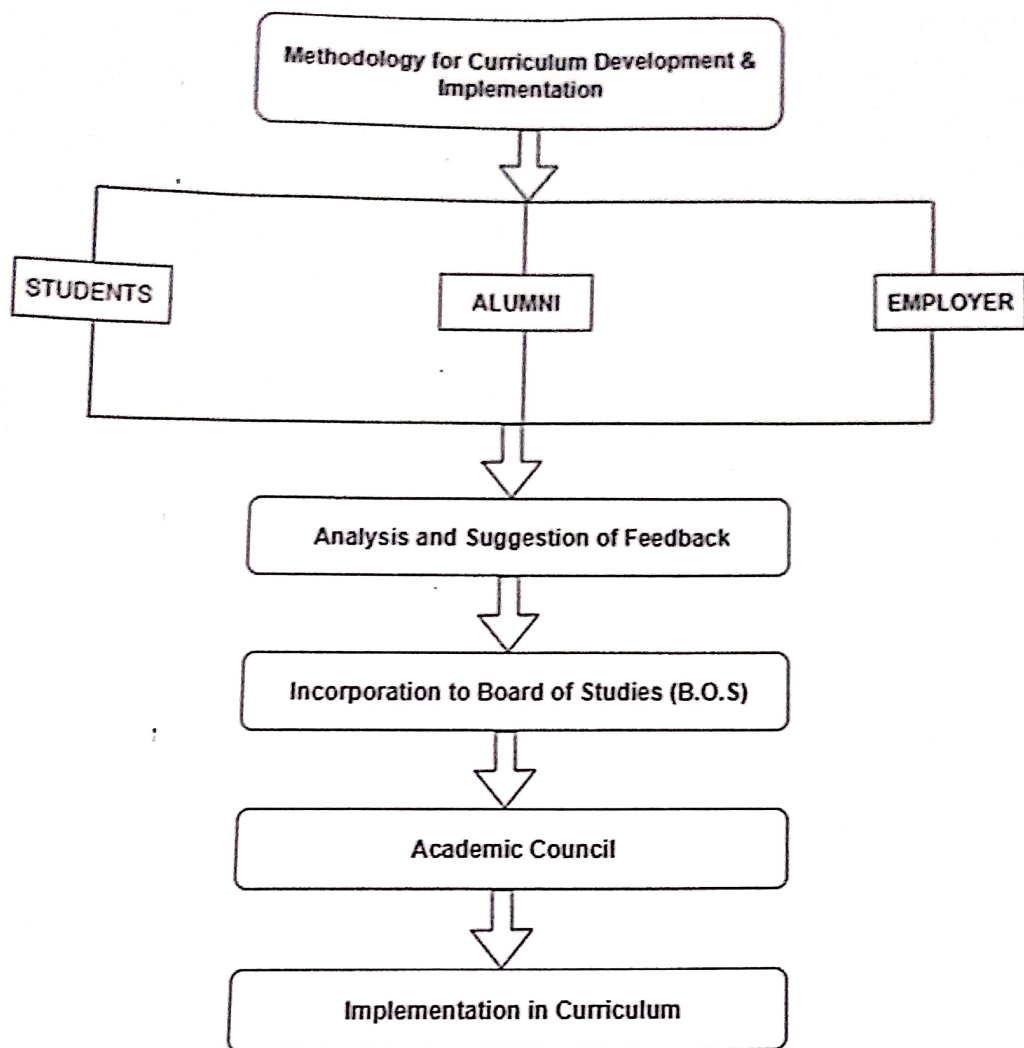 Methodology for Curriculum Development &
Implementation
STUDENTS
ALUMNI
EMPLOYER
Analysis and Suggestion of Feedback
Incorporation to Board of Studies (B.O.S)
Academic Council
Implementation in Curriculum